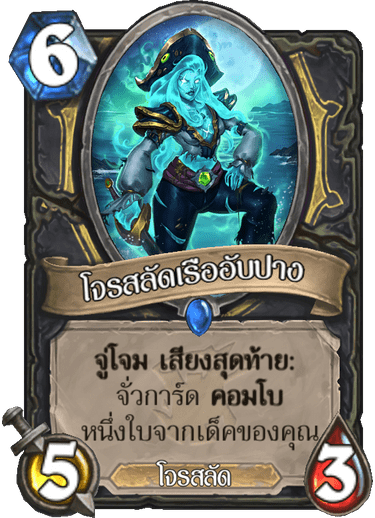 6
โจรสลัดเรืออับปาง
จู่โจม เสียงสุดท้าย:
จั่วการ์ด คอมโบ
หนึ่งใบจากเด็คของคุณ
5
โจรสลัด
3